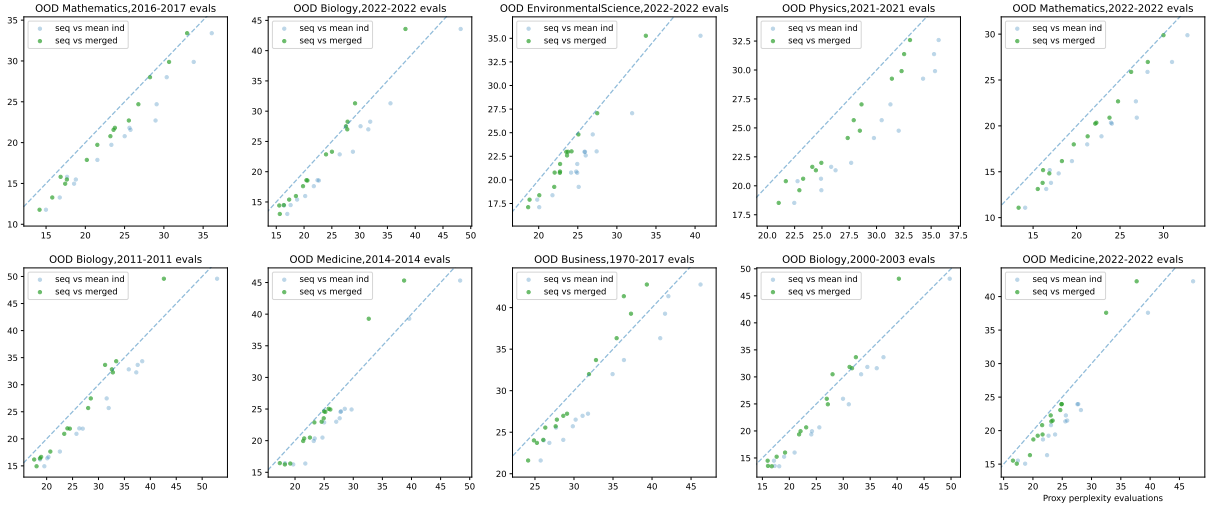 OOD Mathematics,2016-2017 evals
seq vs mean ind
seq vs merged
35
30
25
20
15
10
15 20 25 30 35
OOD Biology,2022-2022 evals
seq vs mean ind
seq vs merged
45
40
35
30
25
20
15
15 20 25 30 35 40 45 50
OOD EnvironmentalScience,2022-2022 evals
seq vs mean ind
seq vs merged
35.0
32.5
30.0
27.5
25.0
22.5
20.0
17.5
20 25 30 35 40
OOD Physics,2021-2021 evals
seq vs mean ind
seq vs merged
32.5
30.0
27.5
25.0
22.5
20.0
17.5
20.0 22.5 25.0 27.5 30.0 32.5 35.0 37.5
OOD Mathematics,2022-2022 evals
seq vs mean ind
seq vs merged
30
25
20
15
10
15 20 25 30
OOD Biology,2011-2011 evals
seq vs mean ind
seq vs merged
50
45
40
35
30
25
20
15
20 25 30 35 40 45 50
OOD Medicine,2014-2014 evals
seq vs mean ind
seq vs merged
45
40
35
30
25
20
15
20 25 30 35 40 45 50
OOD Business,1970-2017 evals
seq vs mean ind
seq vs merged
45
40
35
30
25
20
25 30 35 40 45
OOD Biology,2000-2003 evals
seq vs mean ind
seq vs merged
50
45
40
35
30
25
20
15
15 20 25 30 35 40 45 50
OOD Medicine,2022-2022 evals
seq vs mean ind
seq vs merged
40
35
30
25
20
15
15 20 25 30 35 40 45
Proxy perplexity evaluations